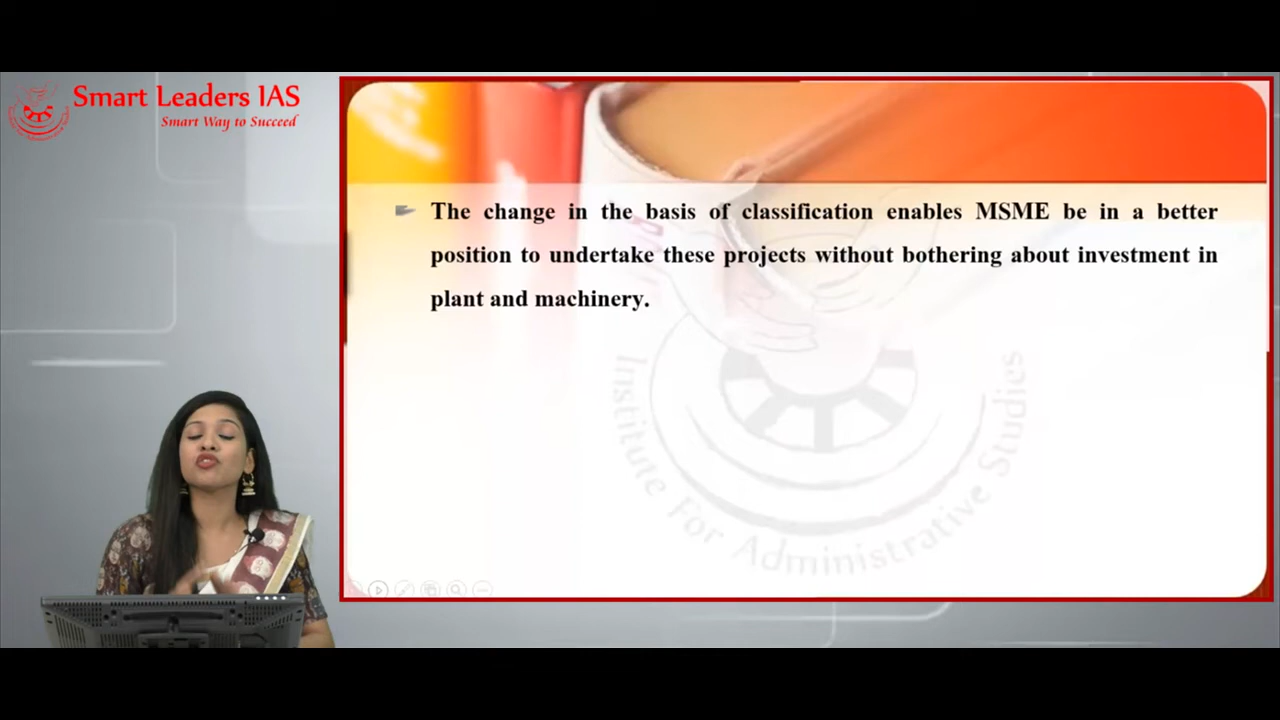 Smart Leaders IAS
Smart Way to Succeed
The change in the basis of classification enables MSME be in a better
position to undertake these projects without bothering about investment in
plant and machinery.
Institute For Administrative Studies